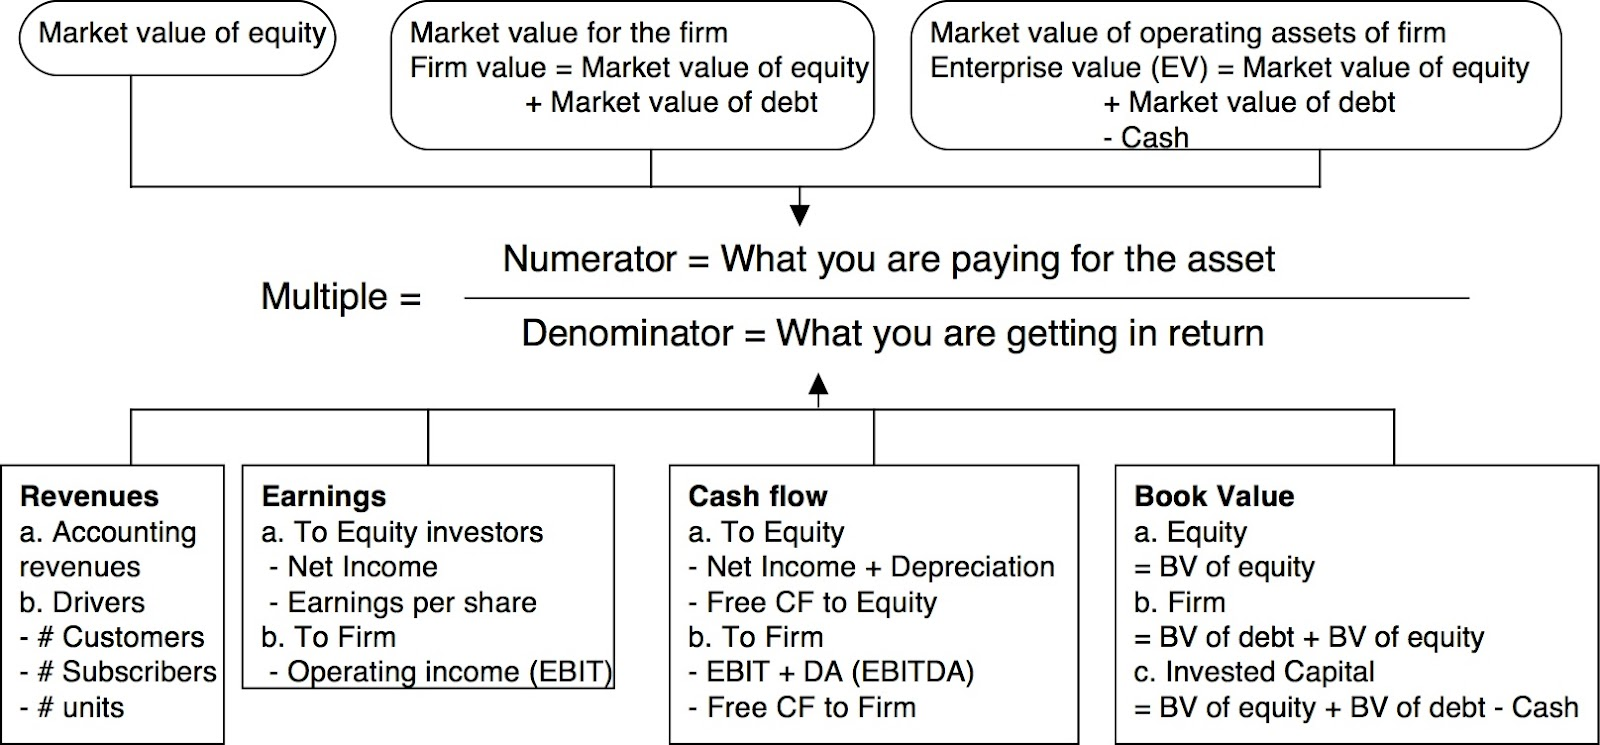 Market value of equity
Market value for the firm
Firm value = Market value of equity
+ Market value of debt
Market value of operating assets of firm
Enterprise value (EV) = Market value of equity
+ Market value of debt
- Cash
Numerator = What you are paying for the asset
Multiple =
Denominator = What you are getting in return
Revenues
a. Accounting
revenues
b. Drivers
- # Customers
- # Subscribers
- # units
Earnings
a. To Equity investors
- Net Income
- Earnings per share
b. To Firm
- Operating income (EBIT)
Cash flow
a. To Equity
- Net Income + Depreciation
- Free CF to Equity
b. To Firm
- EBIT + DA (EBITDA)
- Free CF to Firm
Book Value
a. Equity
= BV of equity
b. Firm
= BV of debt + BV of equity
c. Invested Capital
= BV of equity + BV of debt - Cash